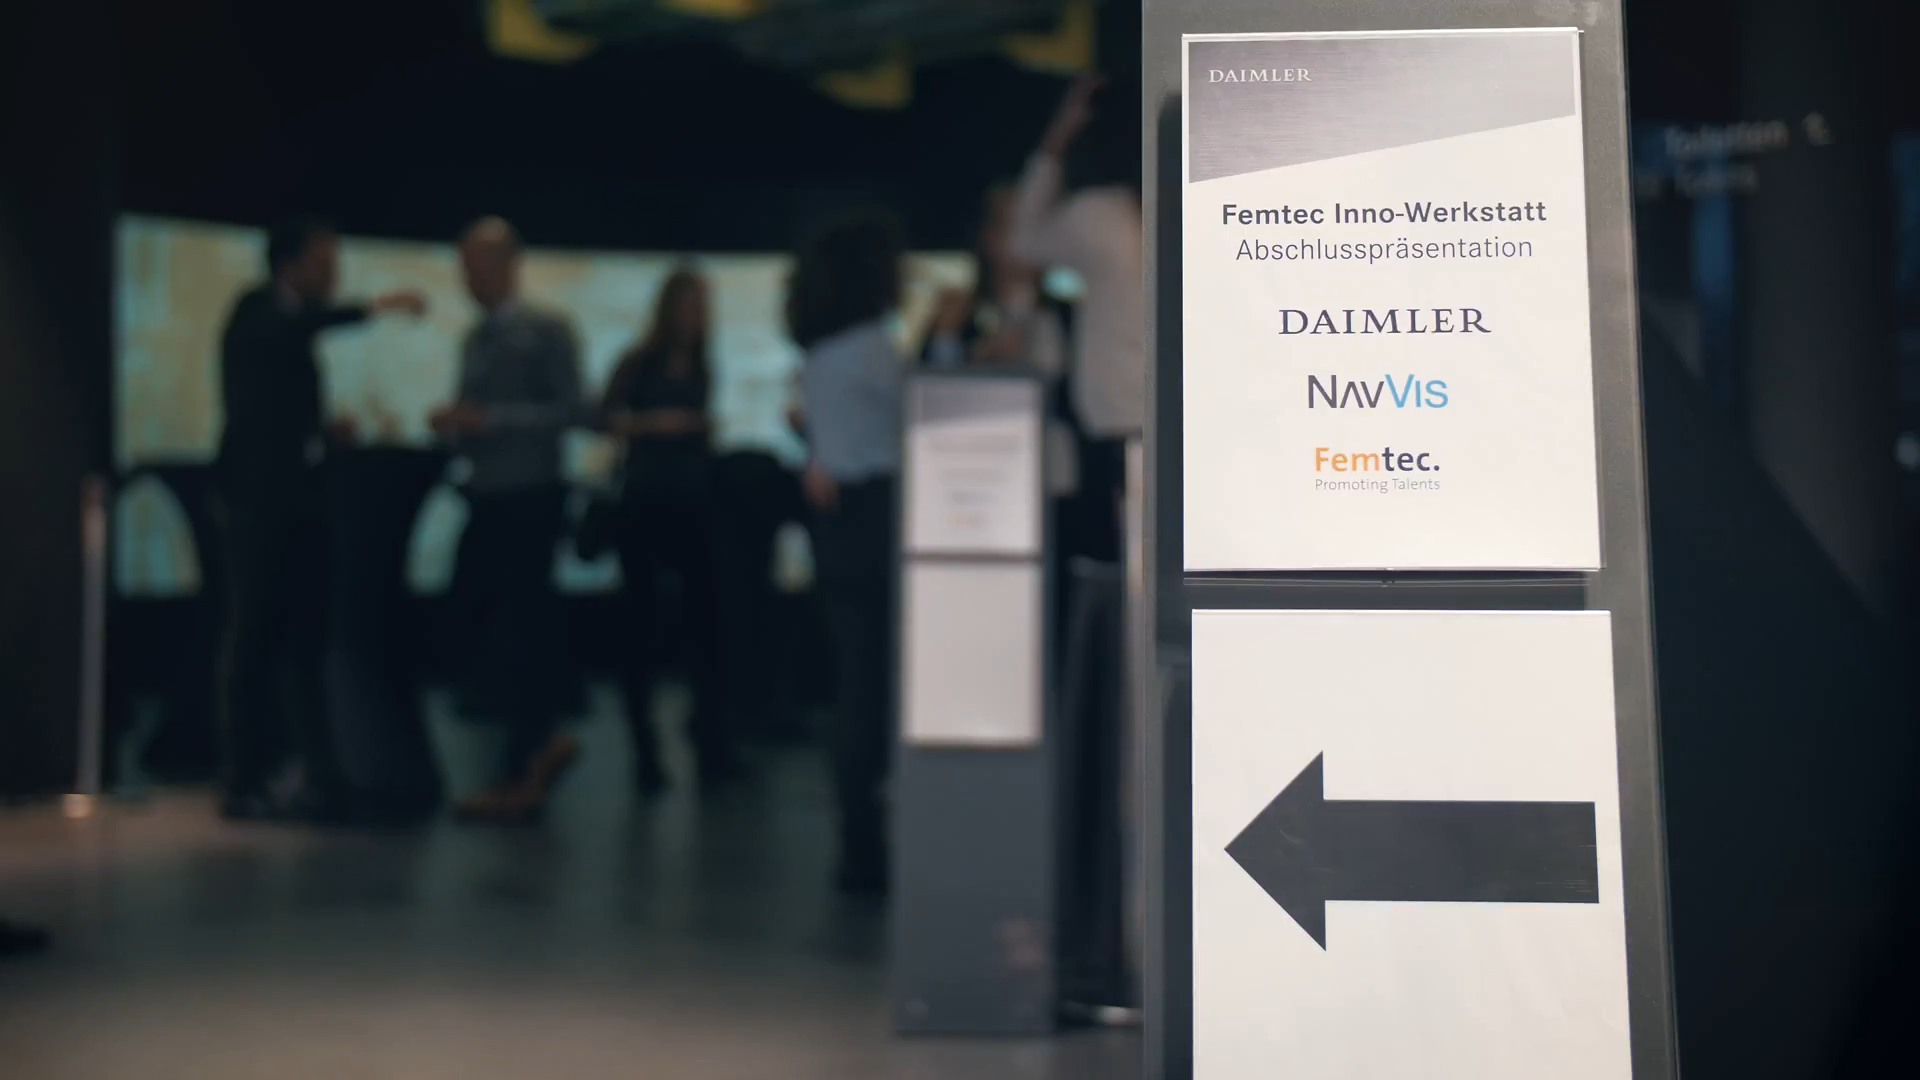 DAIMLER
Femtec Inno-Werkstatt
Abschlusspräsentation
DAIMLER
NavVis
Femtec.
Promoting Talents